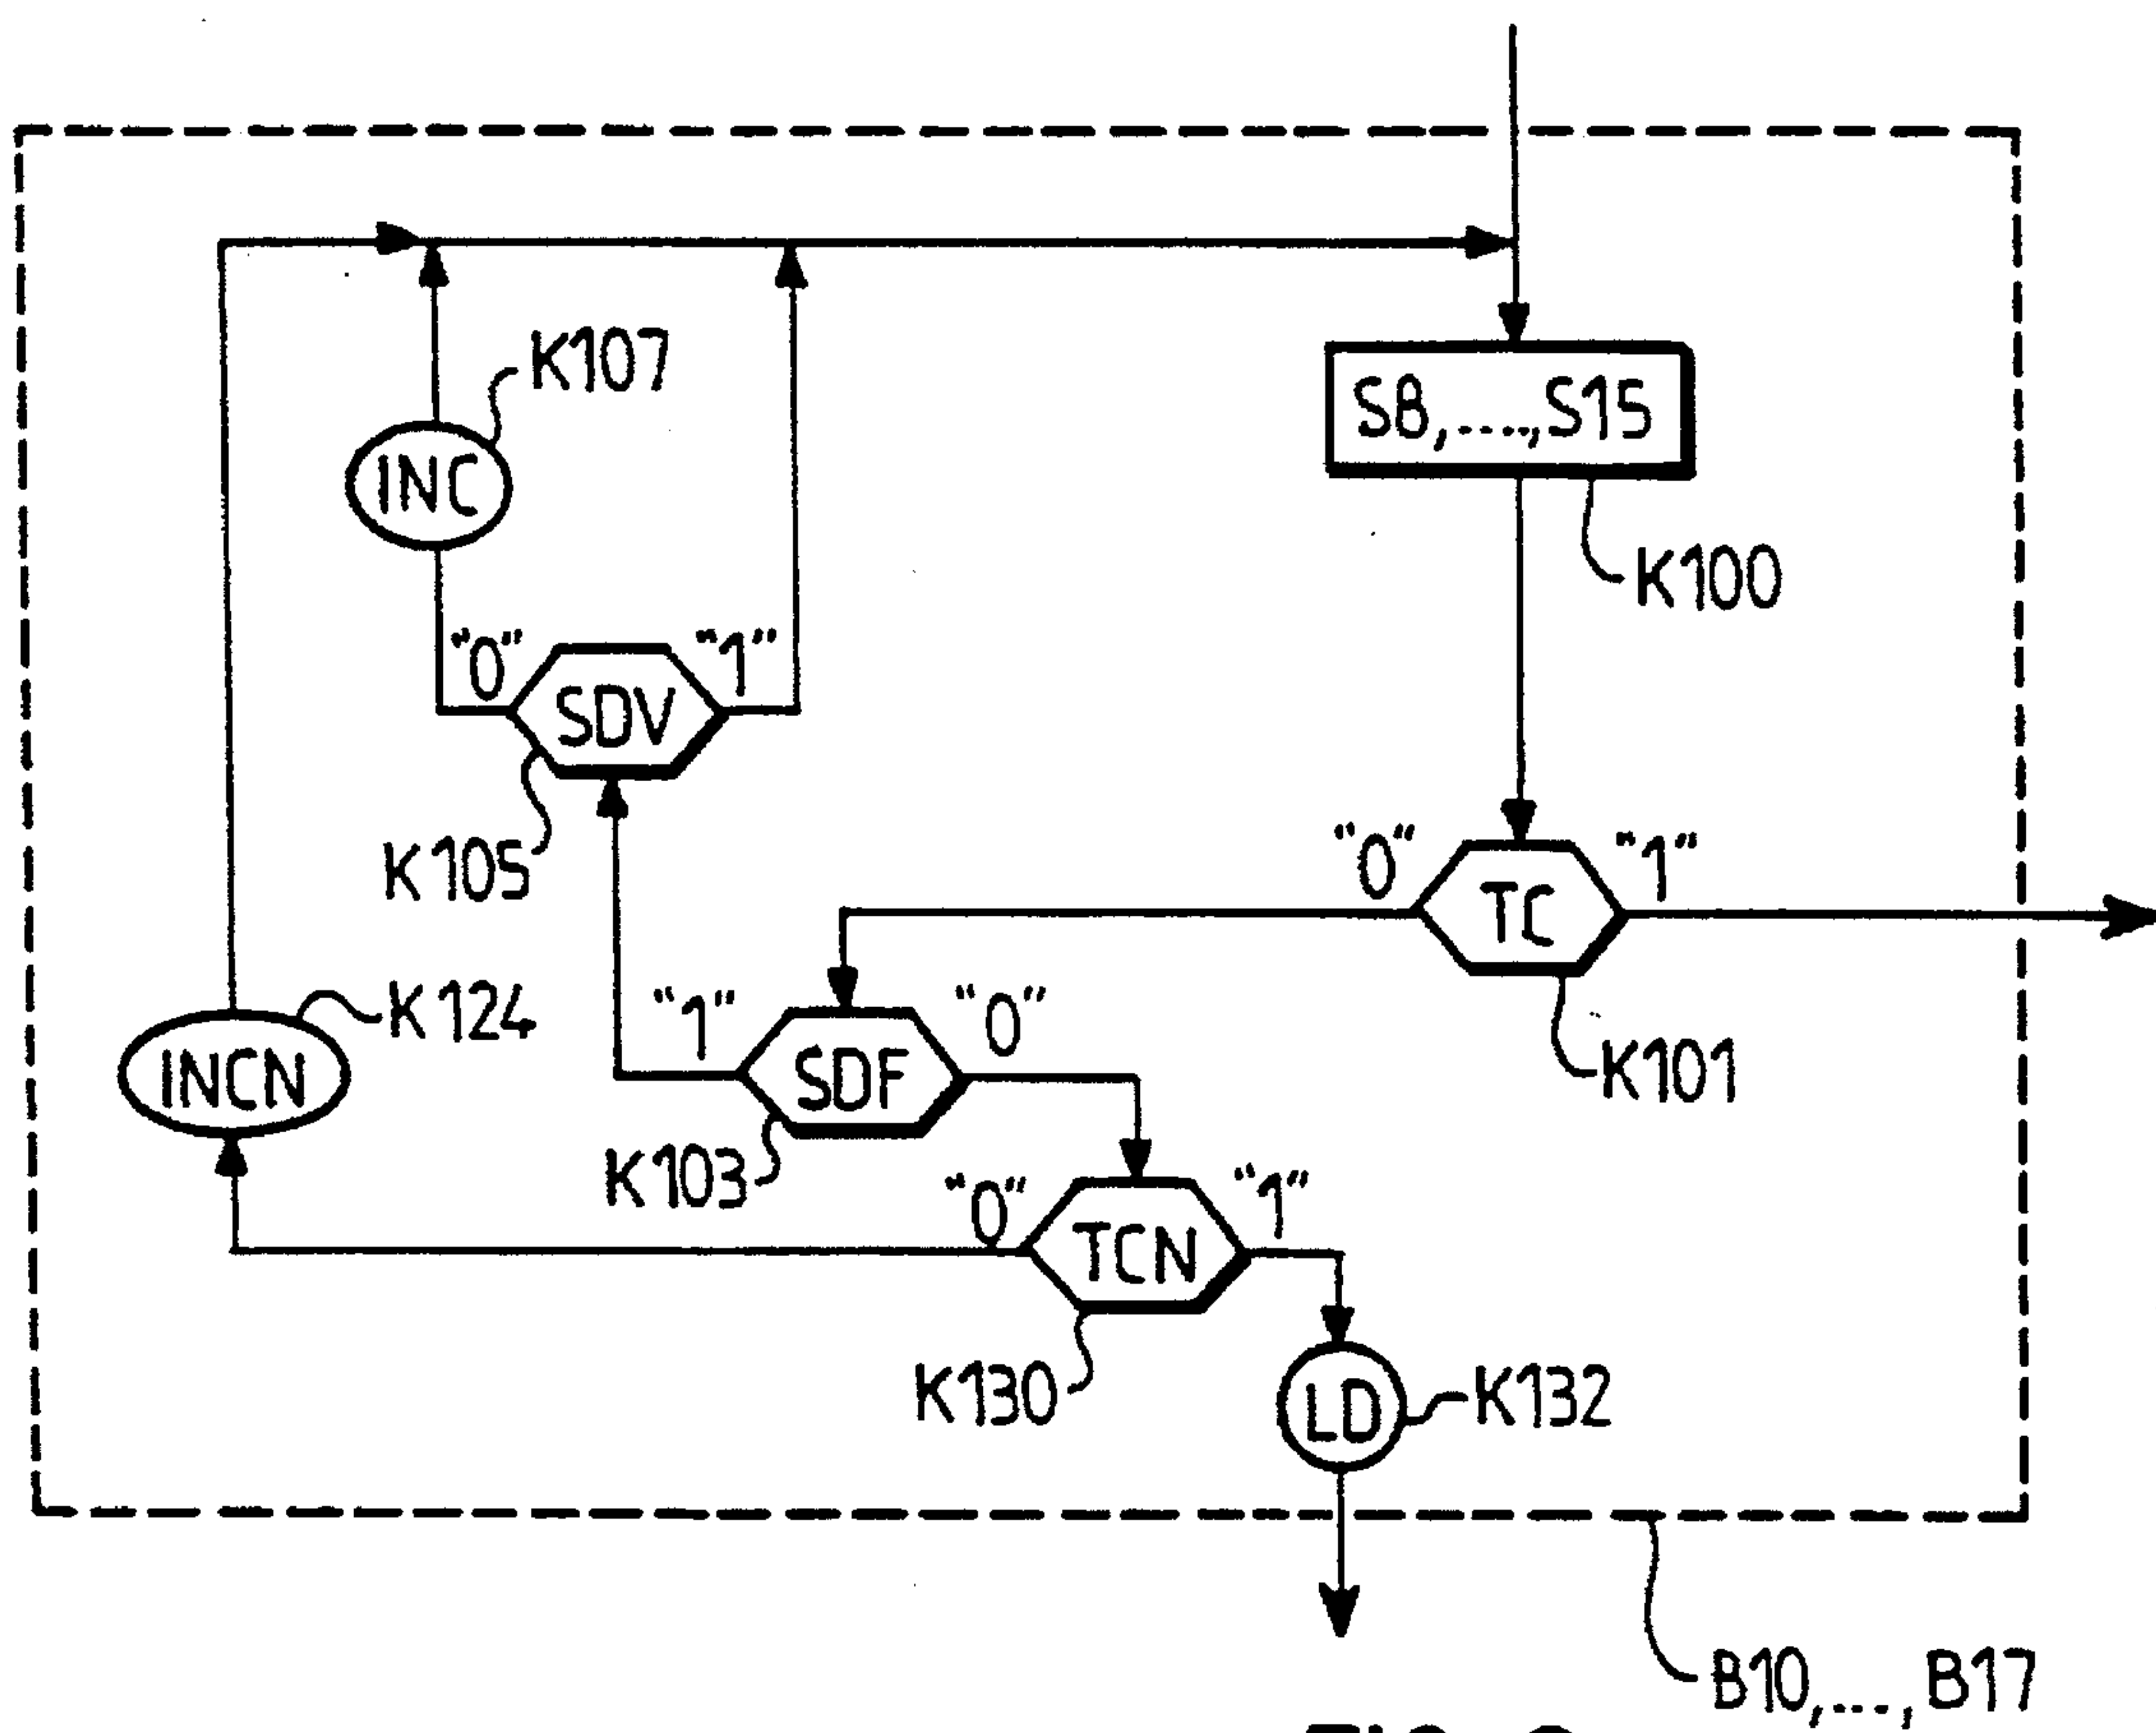 K107
INC
S8,....,S15
K100
"0" "1"
SDV
K105
"0" "1"
TC
K101
K124
INCN
"1" "0"
SDF
K103
"0" "1"
TCN
K130
LD
K132
B10,...,B17